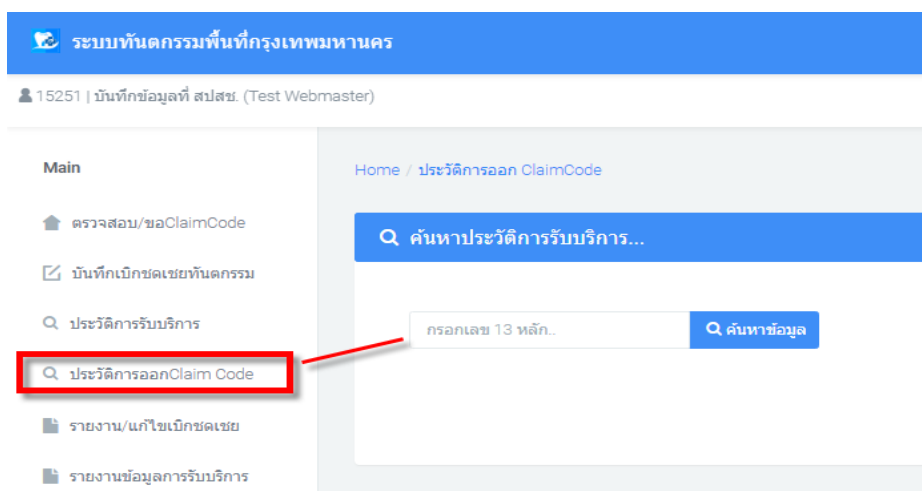 ระบบทันตกรรมพื้นที่กรุงเทพมหานคร
15251 | บันทึกข้อมูลที่ สปสช. (Test Webmaster)
Main
ตรวจสอบ/ขอClaimCode
บันทึกเบิกชดเชยทันตกรรม
ประวัติการรับบริการ
ประวัติการออกClaim Code
รายงาน/แก้ไขเบิกชดเชย
รายงานข้อมูลการรับบริการ
Home / ประวัติการออก ClaimCode
ค้นหาประวัติการรับบริการ...
กรอกเลข 13 หลัก..
ค้นหาข้อมูล